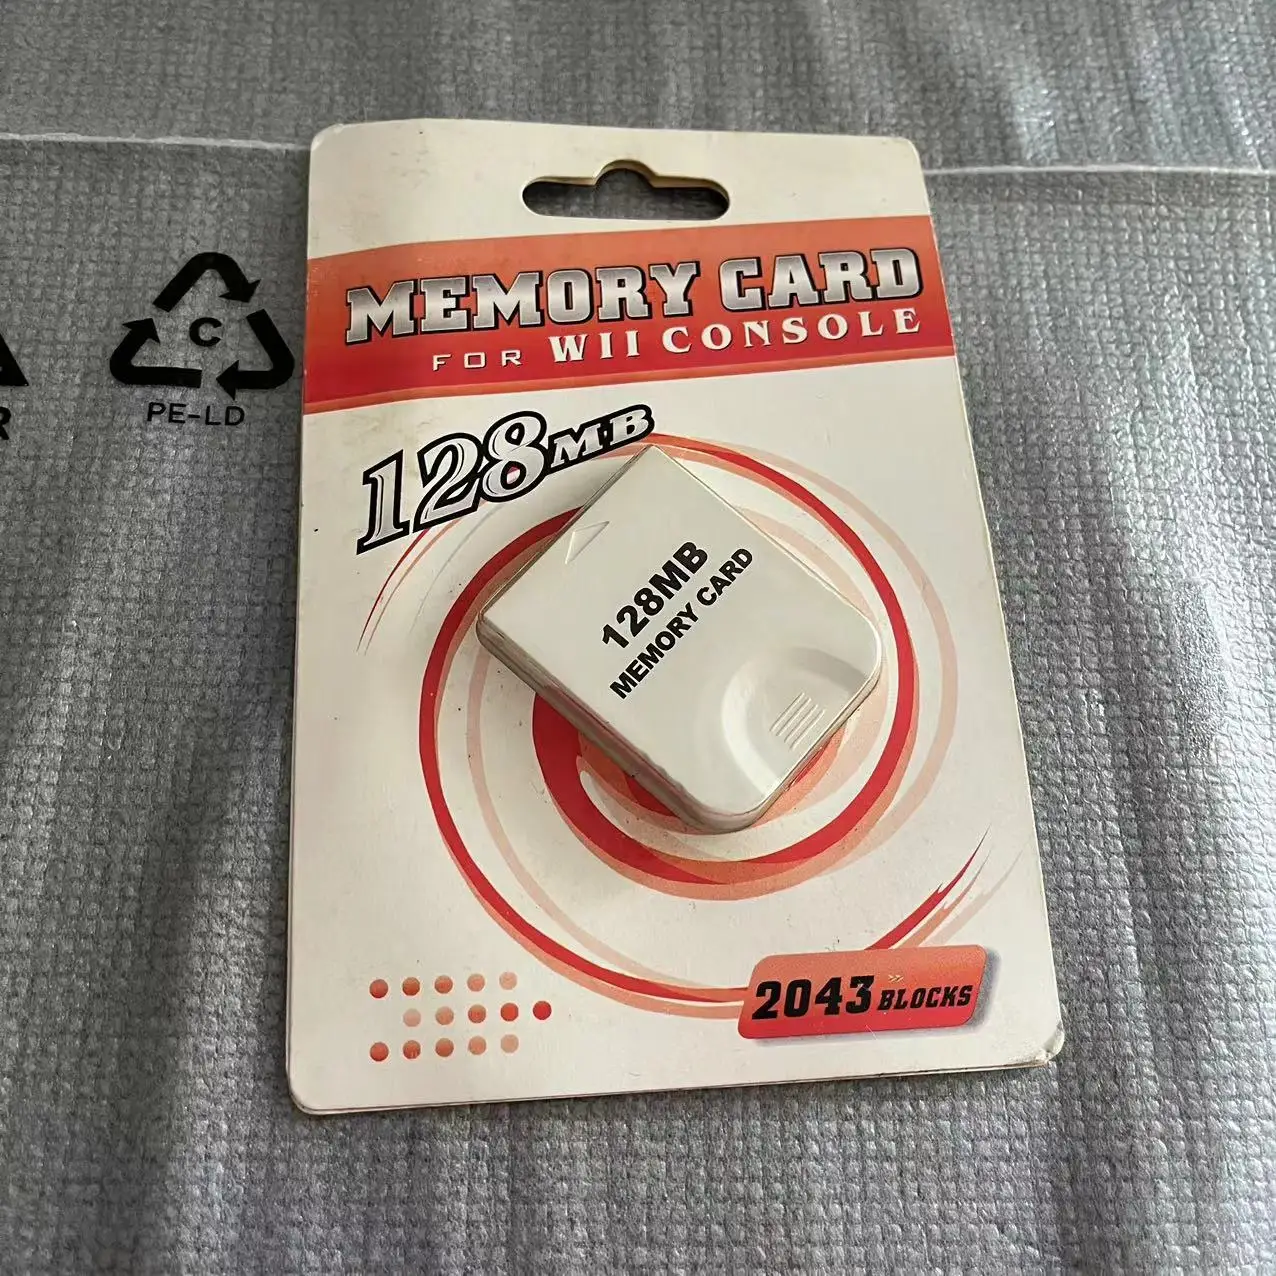 MEMORY CARD
FOR WII CONSOLE
128MB
128MB
MEMORY CARD
2043 BLOCKS
C
PE-LD
R